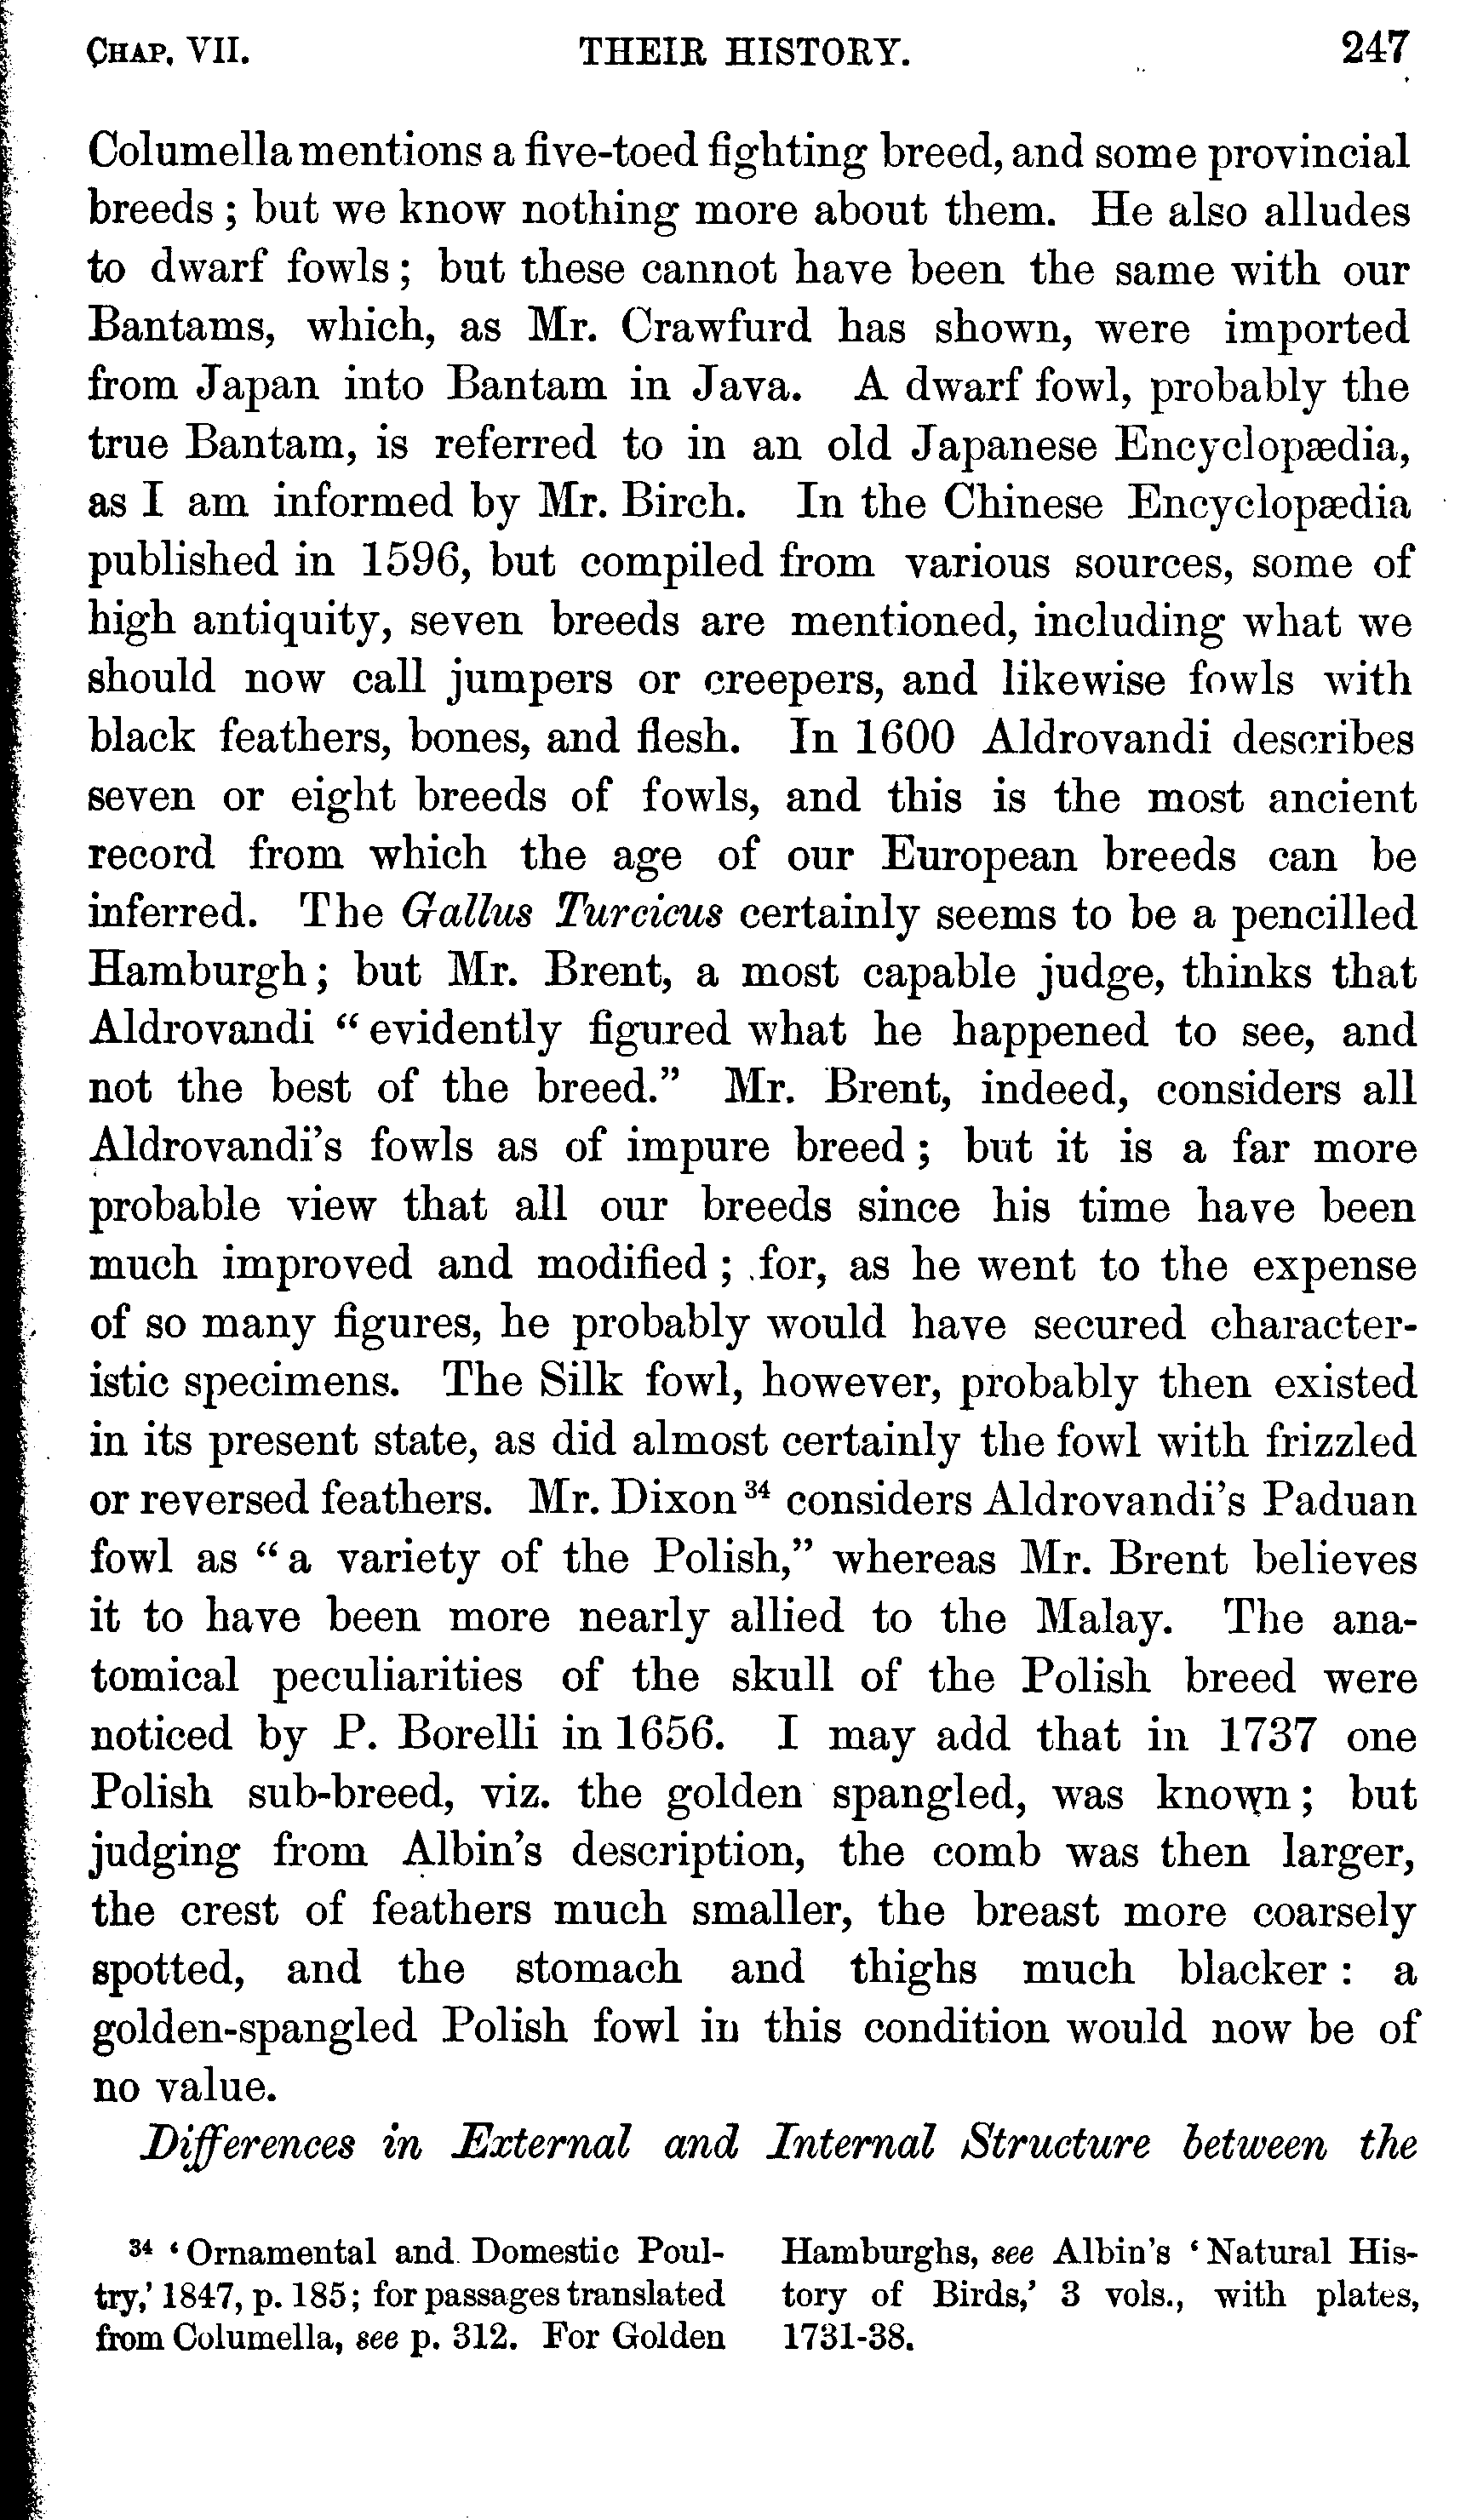 CHAP. VII. THEIR HISTORY. 247
Columella mentions a five-toed fighting breed, and some provincial
breeds; but we know nothing more about them. He also alludes
to dwarf fowls; but these cannot have been the same with our
Bantams, which, as Mr. Crawfurd has shown, were imported
from Japan into Bantam in Java. A dwarf fowl, probably the
true Bantam, is referred to in an old Japanese Encyclopædia,
as I am informed by Mr. Birch. In the Chinese Encyclopædia
published in 1596, but compiled from various sources, some of
high antiquity, seven breeds are mentioned, including what we
should now call jumpers or creepers, and likewise fowls with
black feathers, bones, and flesh. In 1600 Aldrovandi describes
seven or eight breeds of fowls, and this is the most ancient
record from which the age of our European breeds can be
inferred. The Gallus Turcicus certainly seems to be a pencilled
Hamburgh; but Mr. Brent, a most capable judge, thinks that
Aldrovandi “evidently figured what he happened to see, and
not the best of the breed.” Mr. Brent, indeed, considers all
Aldrovandi's fowls as of impure breed; but it is a far more
probable view that all our breeds since his time have been
much improved and modified; for, as he went to the expense
of so many figures, he probably would have secured character-
istic specimens. The Silk fowl, however, probably then existed
in its present state, as did almost certainly the fowl with frizzled
or reversed feathers. Mr. Dixon³⁴ considers Aldrovandi's Paduan
fowl as “a variety of the Polish,” whereas Mr. Brent believes
it to have been more nearly allied to the Malay. The ana-
tomical peculiarities of the skull of the Polish breed were
noticed by P. Borelli in 1656. I may add that in 1737 one
Polish sub-breed, viz. the golden spangled, was known; but
judging from Albin's description, the comb was then larger,
the crest of feathers much smaller, the breast more coarsely
spotted, and the stomach and thighs much blacker: a
golden-spangled Polish fowl in this condition would now be of
no value.
Differences in External and Internal Structure between the
³⁴ ‘Ornamental and Domestic Poul-
try,’ 1847, p. 185; for passages translated
from Columella, see p. 312. For Golden
Hamburghs, see Albin's ‘Natural His-
tory of Birds,’ 3 vols., with plates,
1731-38.